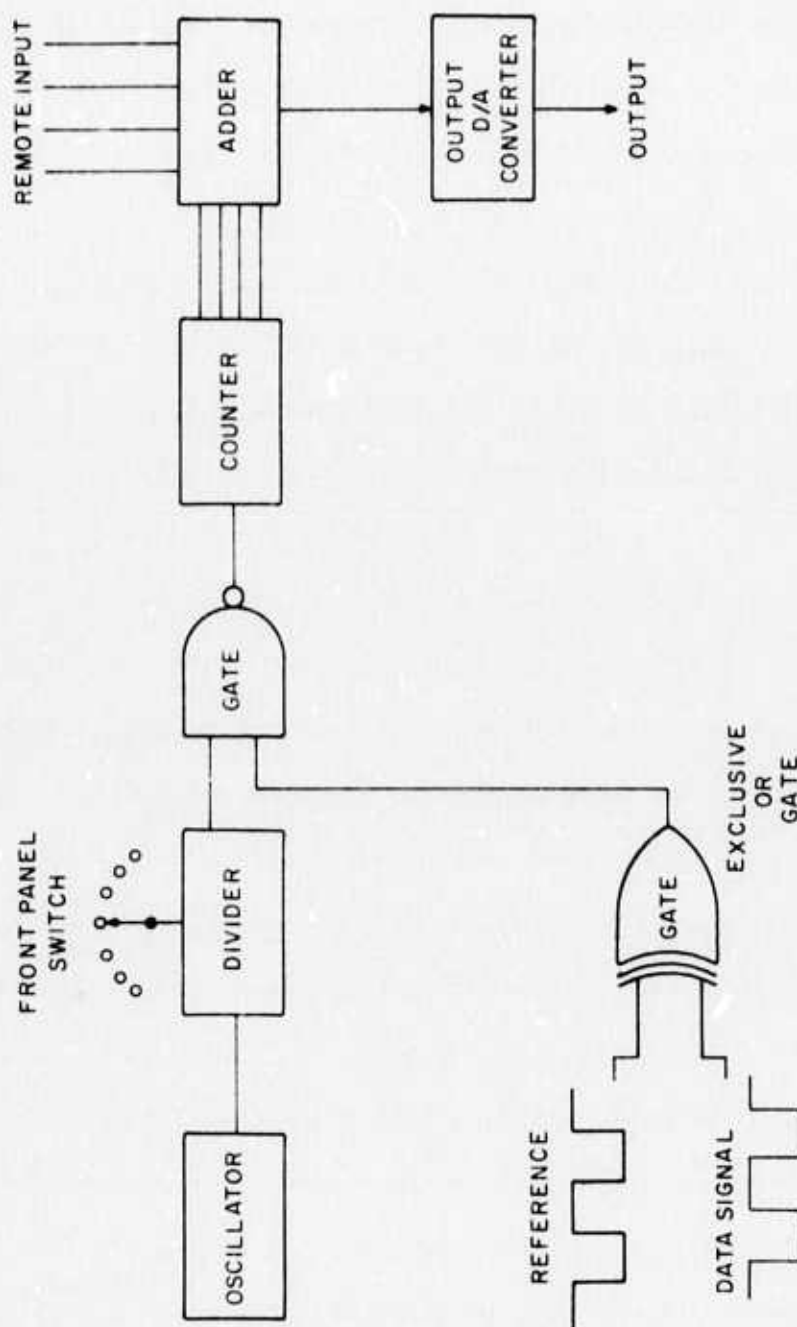 FRONT PANEL
SWITCH
REMOTE INPUT
OSCILLATOR
DIVIDER
GATE
COUNTER
ADDER
REFERENCE
DATA SIGNAL
GATE
EXCLUSIVE
OR
GATE
OUTPUT
D/A
CONVERTER
OUTPUT